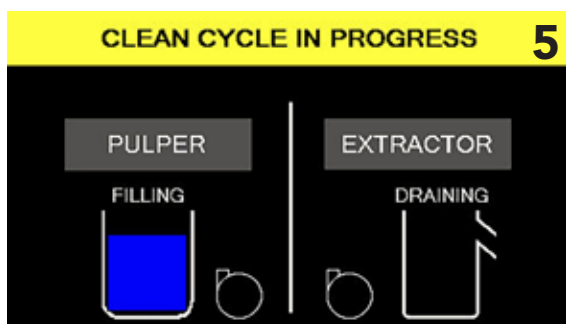 CLEAN CYCLE IN PROGRESS 5
PULPER EXTRACTOR
FILLING DRAINING